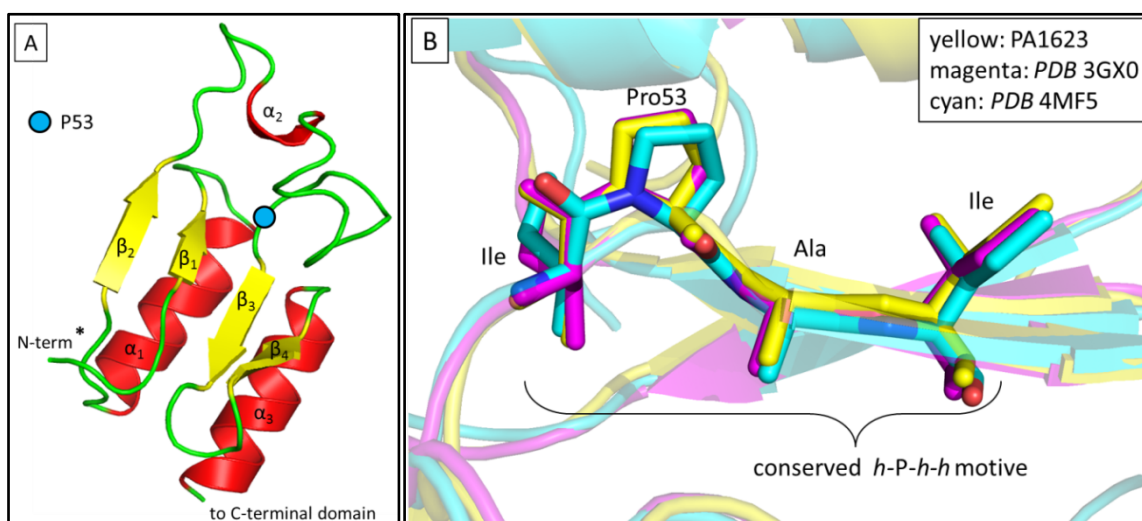 A
P53
α2
β2
β1
β3
N-term *
α1
β4
α3
to C-terminal domain
B
yellow: PA1623
magenta: PDB 3GX0
cyan: PDB 4MF5
Pro53
Ile
Ile
Ala
conserved h-P-h-h motive